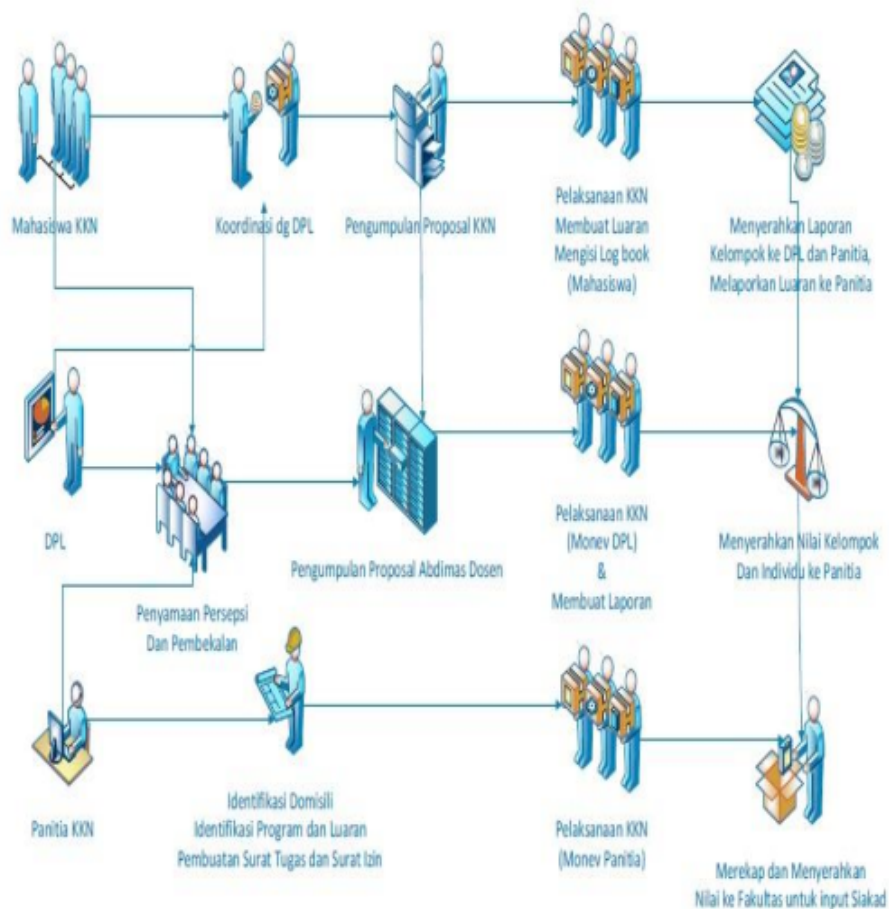 Mahasiswa KKN
Koordinasi dg DPL
Pengumpulan Proposal KKN
Pelaksanaan KKN
Membuat Luaran
Mengisi Log book
(Mahasiswa)
Menyerahkan Laporan
Kelompok ke DPL dan Panitia,
Melaporkan Luaran ke Panitia
DPL
Penyamaan Persepsi
Dan Pembekalan
Pengumpulan Proposal Abdimas Dosen
Pelaksanaan KKN
(Monev DPL)
&
Membuat Laporan
Menyerahkan Nilai Kelompok
Dan Individu ke Panitia
Panitia KKN
Identifikasi Domisili
Identifikasi Program dan Luaran
Pembuatan Surat Tugas dan Surat Izin
Pelaksanaan KKN
(Monev Panitia)
Merekap dan Menyerahkan
Nilai ke Fakultas untuk input Siakad